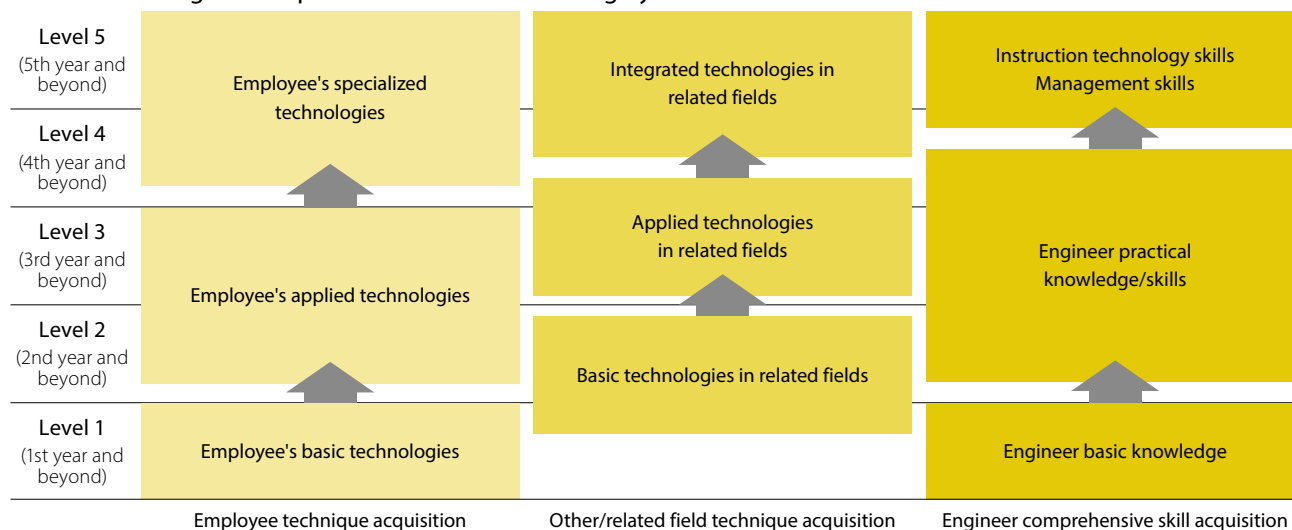 Level 5
(5th year and
beyond)
Employee's specialized
technologies
Integrated technologies in
related fields
Instruction technology skills
Management skills
Level 4
(4th year and
beyond)
Level 3
(3rd year and
beyond)
Employee's applied technologies
Applied technologies
in related fields
Engineer practical
knowledge/skills
Level 2
(2nd year and
beyond)
Basic technologies in related fields
Level 1
(1st year and
beyond)
Employee's basic technologies
Engineer basic knowledge
Employee technique acquisition
Other/related field technique acquisition
Engineer comprehensive skill acquisition